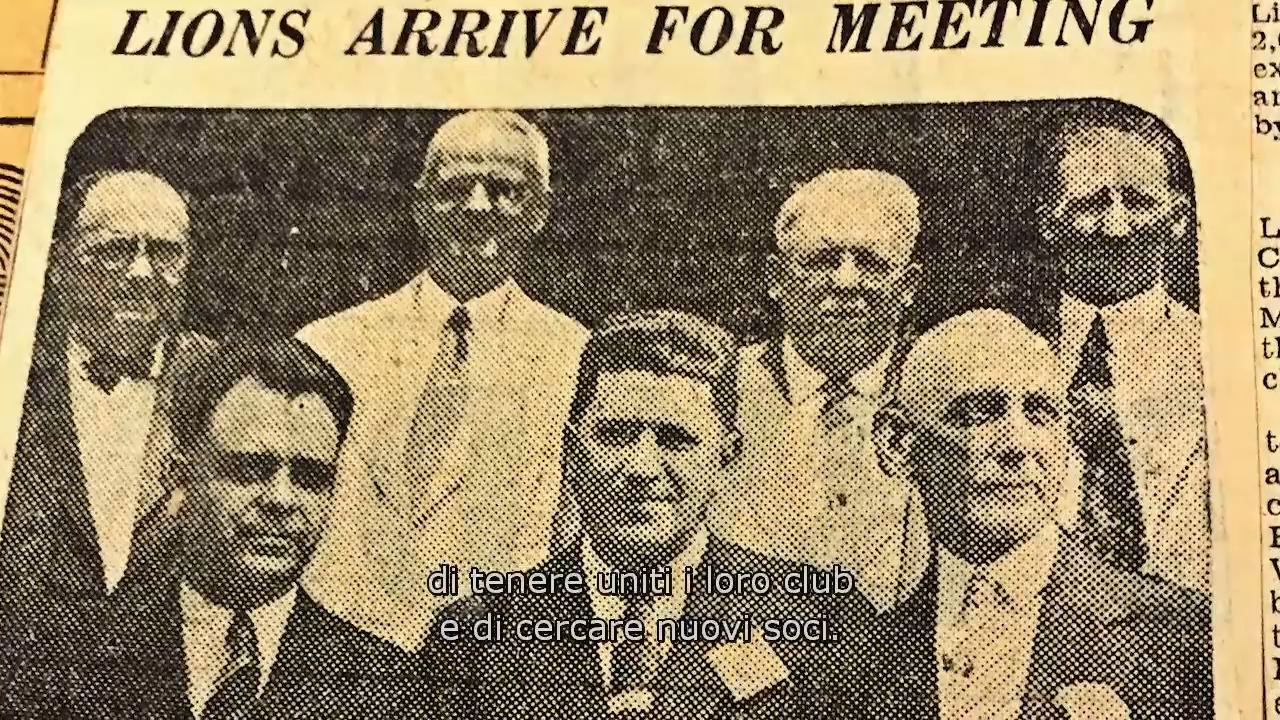 LIONS ARRIVE FOR MEETING
di tenere uniti i loro club
e di cercare nuovi soci.